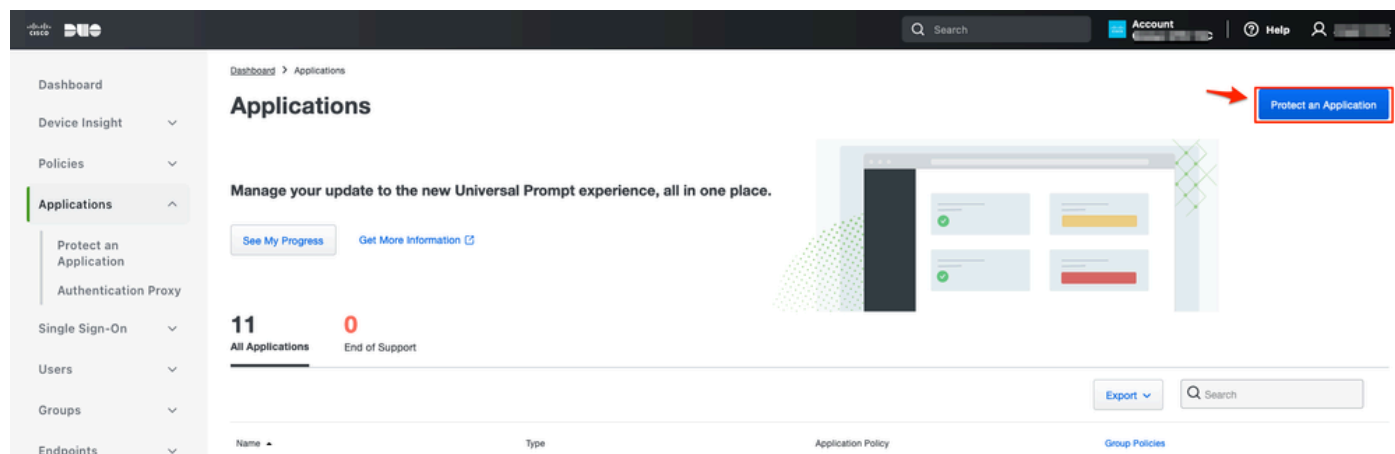 CISCO DUO
Search
Account
Help
Dashboard
Device Insight
Policies
Applications
Protect an
Application
Authentication Proxy
Single Sign-On
Users
Groups
Endpoints
Dashboard > Applications
Applications
Protect an Application
Manage your update to the new Universal Prompt experience, all in one place.
See My Progress
Get More Information
11
All Applications
0
End of Support
Export
Search
Name
Type
Application Policy
Group Policies